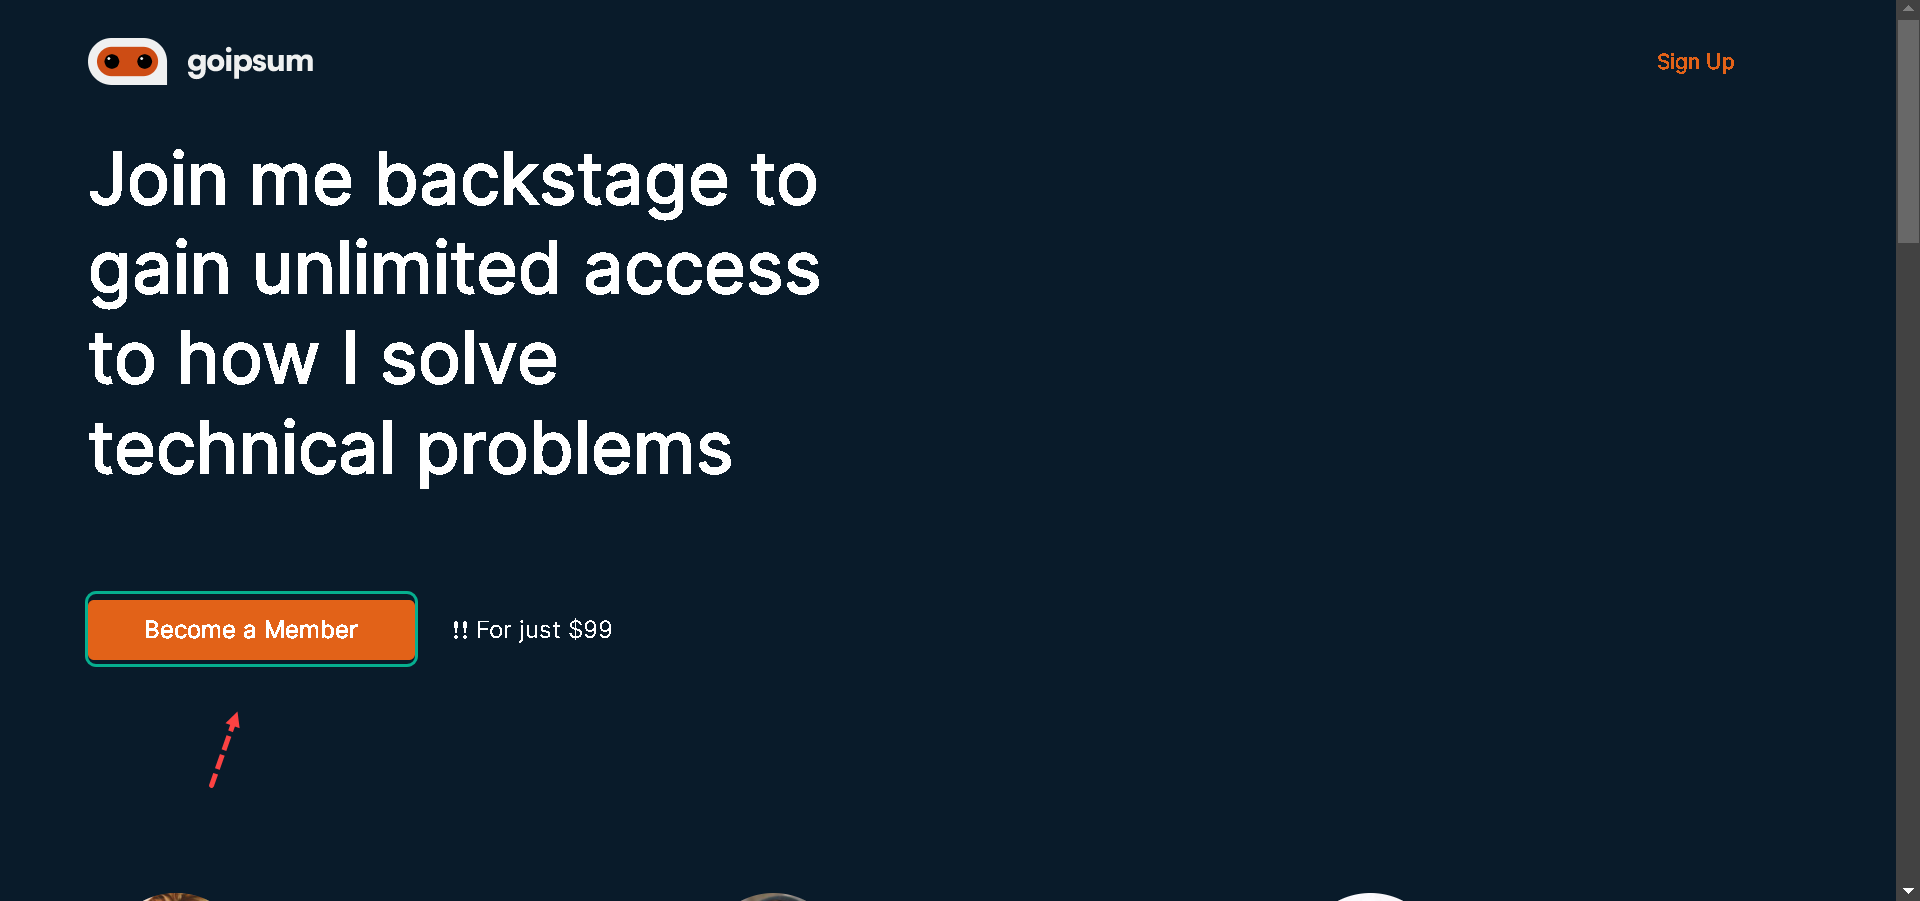 goipsum
Sign Up
Join me backstage to
gain unlimited access
to how I solve
technical problems
Become a Member
!! For just $99